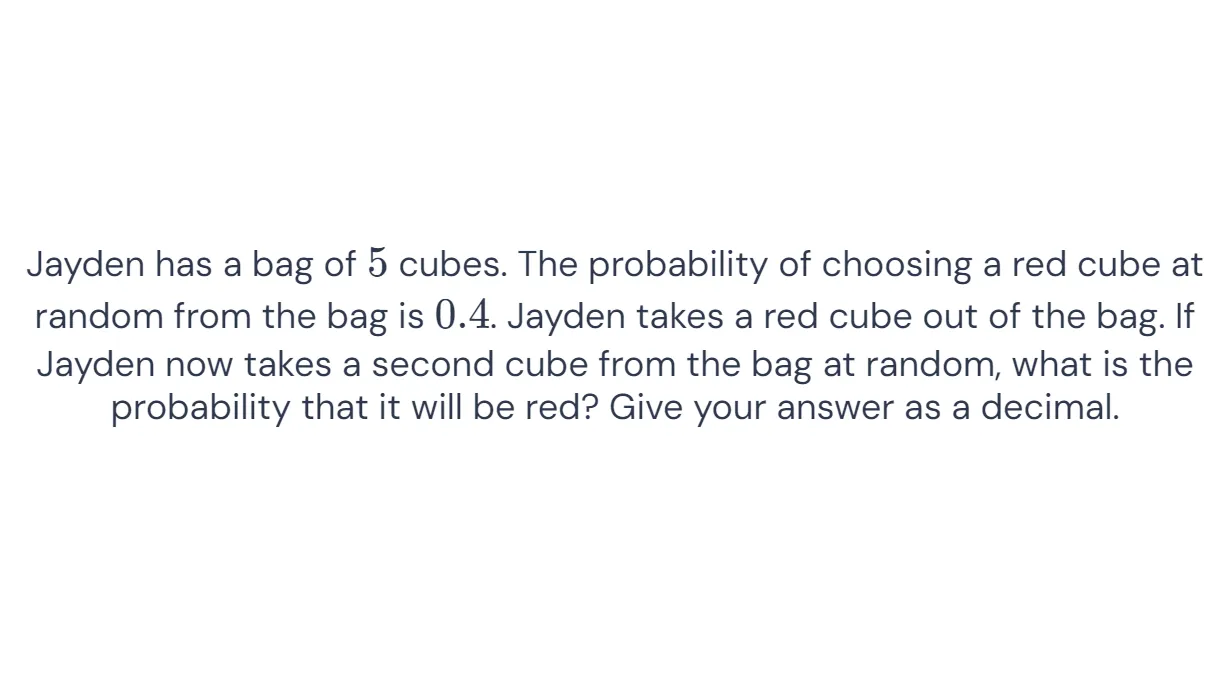 Jayden has a bag of 5 cubes. The probability of choosing a red cube at
random from the bag is 0.4. Jayden takes a red cube out of the bag. If
Jayden now takes a second cube from the bag at random, what is the
probability that it will be red? Give your answer as a decimal.